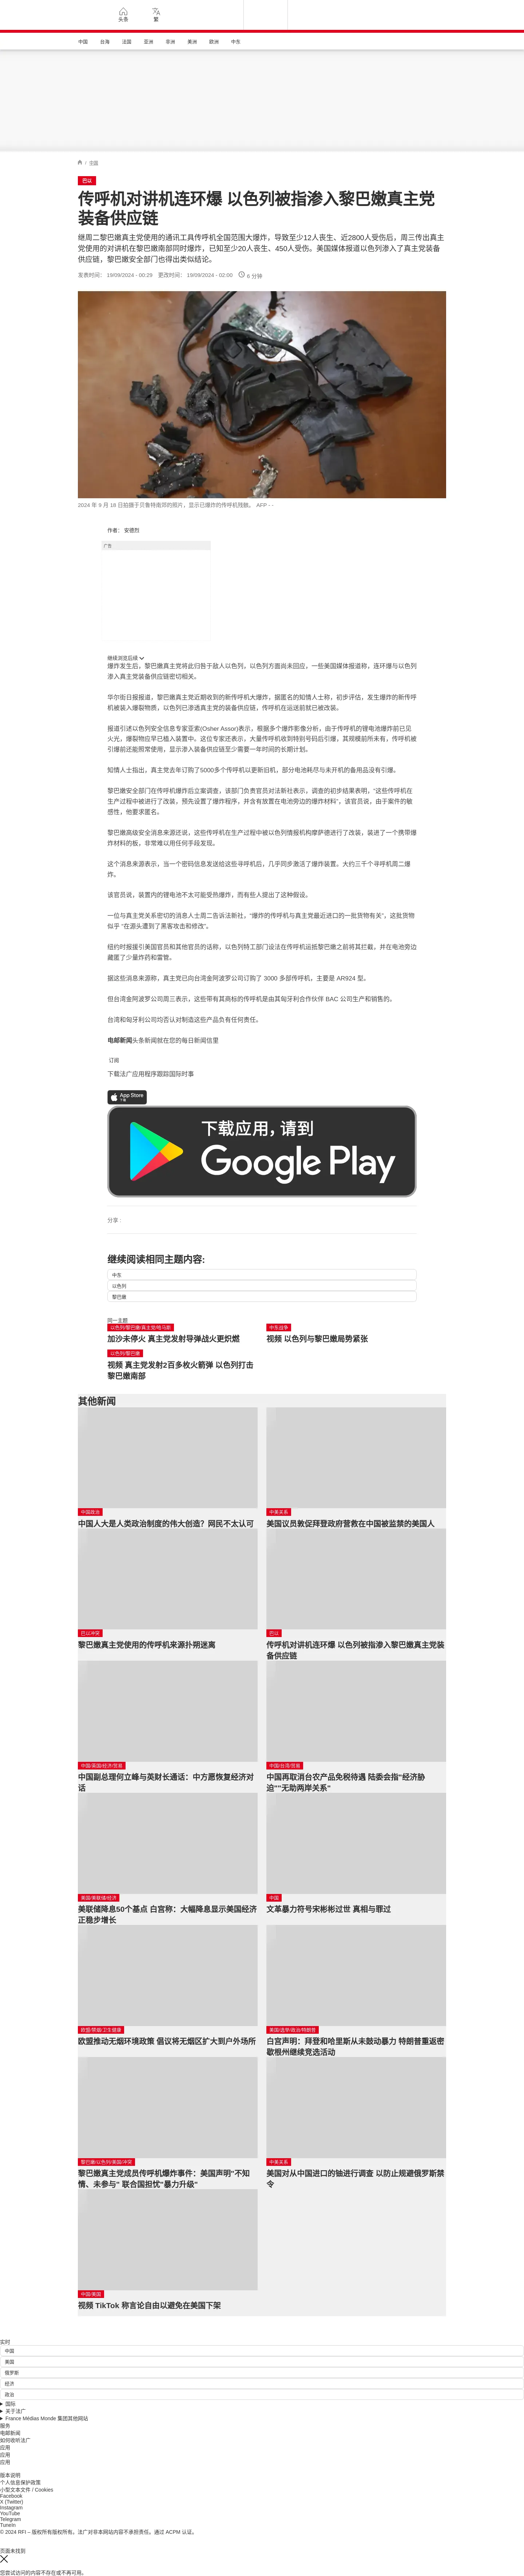 头条
繁
中国
台海
法国
亚洲
非洲
美洲
欧洲
中东
/ 法国
巴以
传呼机对讲机连环爆 以色列被指渗入黎巴嫩真主党
装备供应链
继周二黎巴嫩真主党使用的通讯工具传呼机全国范围大爆炸，导致至少12人丧生、近2800人受伤后，周三传出真主
党使用的对讲机在黎巴嫩南部同时爆炸，已知至少20人丧生、450人受伤。美国媒体报道以色列渗入了真主党装备
供应链，黎巴嫩安全部门也得出类似结论。
发表时间： 19/09/2024 - 00:29 更改时间： 19/09/2024 - 02:00 6 分钟
2024 年 9 月 18 日拍摄于贝鲁特南郊的照片，显示已爆炸的传呼机残骸。 AFP - -
作者： 安德烈
广告
继续浏览后续
爆炸发生后，黎巴嫩真主党将此归咎于敌人以色列。以色列方面尚未回应，一些美国媒体报道称，连环爆与以色列
渗入真主党装备供应链密切相关。
华尔街日报报道，黎巴嫩真主党近期收到的新传呼机大爆炸，据匿名的知情人士称，初步评估，发生爆炸的新传呼
机被装入爆裂物质，以色列已渗透真主党的装备供应链，传呼机在运送前就已被改装。
报道引述以色列安全信息专家亚索(Osher Assor)表示，根据多个爆炸影像分析，由于传呼机的锂电池爆炸前已见
火光，爆裂物应早已植入装置中。这位专家还表示，大量传呼机收到特别号码后引爆，其规模前所未有，传呼机被
引爆前还能照常使用，显示渗入装备供应链至少需要一年时间的长期计划。
知情人士指出，真主党去年订购了5000多个传呼机以更新旧机，部分电池耗尽与未开机的备用品没有引爆。
黎巴嫩安全部门在传呼机爆炸后立案调查，该部门负责官员对法新社表示，调查的初步结果表明，“这些传呼机在
生产过程中被进行了改装，预先设置了爆炸程序，并含有放置在电池旁边的爆炸材料”。该官员说，由于案件的敏
感性，他要求匿名。
黎巴嫩高级安全消息来源还说，这些传呼机在生产过程中被以色列情报机构摩萨德进行了改装，装进了一个携带爆
炸材料的板，非常难以用任何手段发现。
这个消息来源表示，当一个密码信息发送给这些寻呼机后，几乎同步激活了爆炸装置。大约三千个寻呼机周二爆
炸。
该官员说，装置内的锂电池不太可能受热爆炸，而有些人提出了这种假设。
一位与真主党关系密切的消息人士周二告诉法新社，“爆炸的传呼机与真主党最近进口的一批货物有关”，这批货物
似乎 “在源头遭到了黑客攻击和修改”。
纽约时报援引美国官员和其他官员的话称，以色列特工部门设法在传呼机运抵黎巴嫩之前将其拦截，并在电池旁边
藏匿了少量炸药和雷管。
据这些消息来源称，真主党已向台湾金阿波罗公司订购了 3000 多部传呼机，主要是 AR924 型。
但台湾金阿波罗公司周三表示，这些带有其商标的传呼机是由其匈牙利合作伙伴 BAC 公司生产和销售的。
台湾和匈牙利公司均否认对制造这些产品负有任何责任。
电邮新闻头条新闻就在您的每日新闻信里
订阅
下载法广应用程序跟踪国际时事
App Store
下载
下载应用，请到
Google Play
分享 :
继续阅读相同主题内容:
中东
以色列
黎巴嫩
同一主题
以色列/黎巴嫩/真主党/哈马斯
加沙未停火 真主党发射导弹战火更炽燃
中东战争
视频 以色列与黎巴嫩局势紧张
以色列/黎巴嫩
视频 真主党发射2百多枚火箭弹 以色列打击
黎巴嫩南部
其他新闻
中国政治
中国人大是人类政治制度的伟大创造？网民不太认可
中美关系
美国议员敦促拜登政府营救在中国被监禁的美国人
巴以冲突
黎巴嫩真主党使用的传呼机来源扑朔迷离
巴以
传呼机对讲机连环爆 以色列被指渗入黎巴嫩真主党装
备供应链
中国/英国/经济/贸易
中国副总理何立峰与英财长通话：中方愿恢复经济对
话
中国/台湾/贸易
中国再取消台农产品免税待遇 陆委会指"经济胁
迫""无助两岸关系"
美国/美联储/经济
美联储降息50个基点 白宫称：大幅降息显示美国经济
正稳步增长
中国
文革暴力符号宋彬彬过世 真相与罪过
欧盟/禁烟/卫生健康
欧盟推动无烟环境政策 倡议将无烟区扩大到户外场所
美国/选举/政治/特朗普
白宫声明：拜登和哈里斯从未鼓动暴力 特朗普重返密
歇根州继续竞选活动
黎巴嫩/以色列/美国/冲突
黎巴嫩真主党成员传呼机爆炸事件：美国声明"不知
情、未参与" 联合国担忧"暴力升级"
中美关系
美国对从中国进口的铀进行调查 以防止规避俄罗斯禁
令
中国/美国
视频 TikTok 称言论自由以避免在美国下架
实时
中国
美国
俄罗斯
经济
政治
国际
关于法广
France Médias Monde 集团其他网站
服务
电邮新闻
如何收听法广
应用
应用
应用
版本说明
个人信息保护政策
小型文本文件 / Cookies
Facebook
X (Twitter)
Instagram
YouTube
Telegram
TuneIn
© 2024 RFI – 版权所有版权所有。法广对非本网站内容不承担责任。通过 ACPM 认证。
页面未找到
您尝试访问的内容不存在或不再可用。